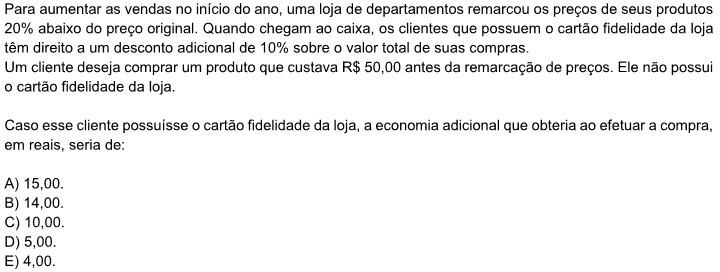 Para aumentar as vendas no início do ano, uma loja de departamentos remarcou os preços de seus produtos
20% abaixo do preço original. Quando chegam ao caixa, os clientes que possuem o cartão fidelidade da loja
têm direito a um desconto adicional de 10% sobre o valor total de suas compras.
Um cliente deseja comprar um produto que custava R$ 50,00 antes da remarcação de preços. Ele não possui
o cartão fidelidade da loja.
Caso esse cliente possuísse o cartão fidelidade da loja, a economia adicional que obteria ao efetuar a compra,
em reais, seria de:
A) 15,00.
B) 14,00.
C) 10,00.
D) 5,00.
E) 4,00.